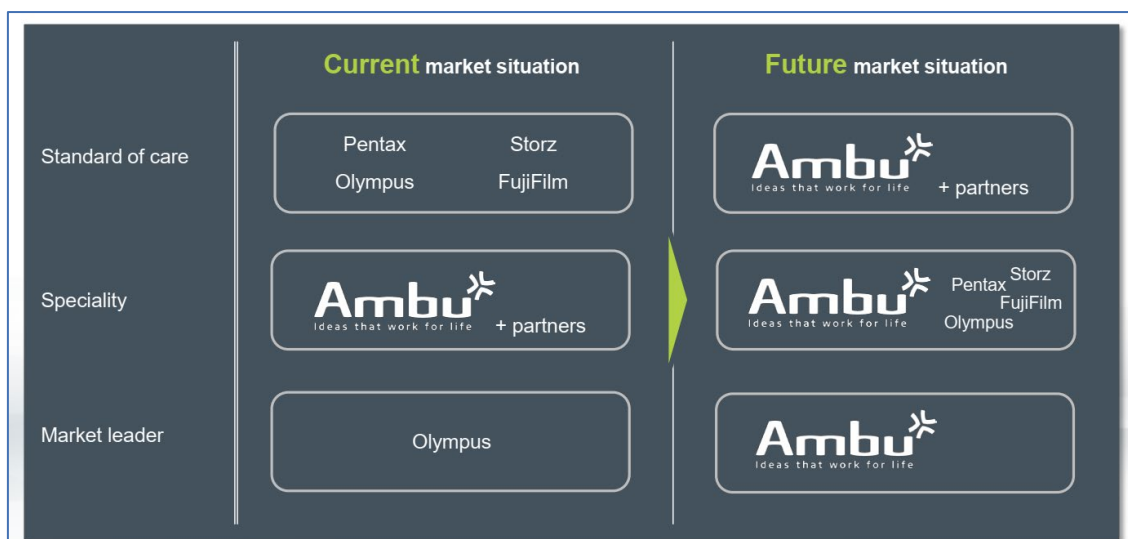 Current market situation
Future market situation
Standard of care
Pentax Storz
Olympus FujiFilm
Ambu
Ideas that work for life + partners
Speciality
Ambu
Ideas that work for life + partners
Ambu
Ideas that work for life
Pentax Storz
FujiFilm
Olympus
Market leader
Olympus
Ambu
Ideas that work for life